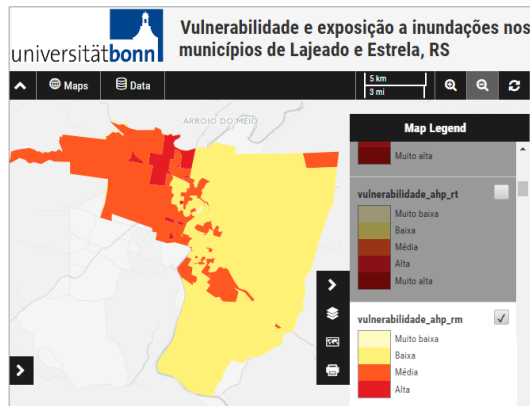 universitätbonn
Vulnerabilidade e exposição a inundações nos
municípios de Lajeado e Estrela, RS
Maps
Data
5 km
3 mi
ARROIO DO MEIO
Map Legend
Muito alta
vulnerabilidade_ahp_rt
Muito baixa
Baixa
Média
Alta
Muito alta
vulnerabilidade_ahp_rm
Muito baixa
Baixa
Média
Alta